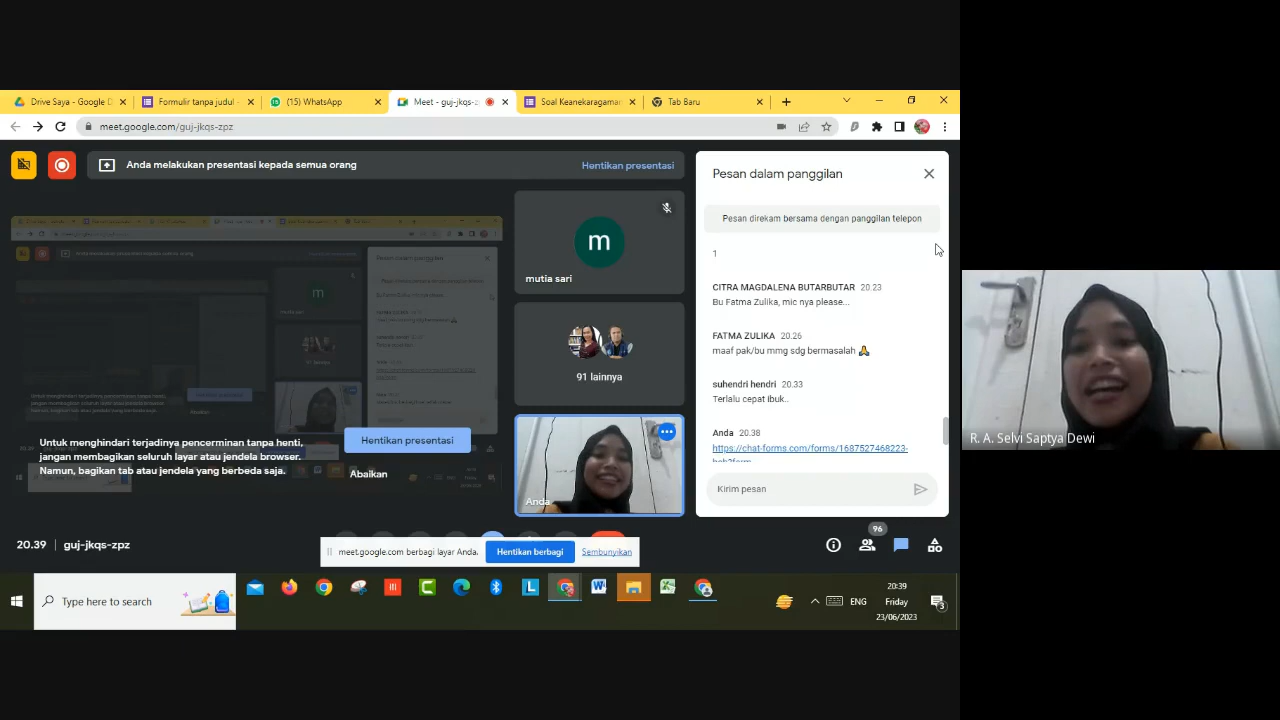 Drive Saya - Google D
Formulir tanpa judul -
(15) WhatsApp
Meet - guj-jkqs-z
Soal Keanekaragama
Tab Baru
meet.google.com/guj-jkqs-zpz
Anda melakukan presentasi kepada semua orang
Hentikan presentasi
Pesan dalam panggilan
Pesan direkam bersama dengan panggilan telepon
1
CITRA MAGDALENA BUTARBUTAR 20.23
Bu Fatma Zulika, mic nya please...
FATMA ZULIKA 20.26
maaf pak/bu mmg sdg bermasalah 🙏
suhendri hendri 20.33
Terlalu cepat ibuk..
Anda 20.38
https://chat-forms.com/forms/1687527468223-
Kirim pesan
m
mutia sari
91 lainnya
Anda
Untuk menghindari terjadinya pencerminan tanpa henti,
jangan membagikan seluruh layar atau jendela browser.
Namun, bagikan tab atau jendela yang berbeda saja.
Hentikan presentasi
Abaikan
R. A. Selvi Saptya Dewi
20.39 | guj-jkqs-zpz
meet.google.com berbagi layar Anda.
Hentikan berbagi
Sembunyikan
96
Type here to search
ENG
20:39
Friday
23/06/2023
3